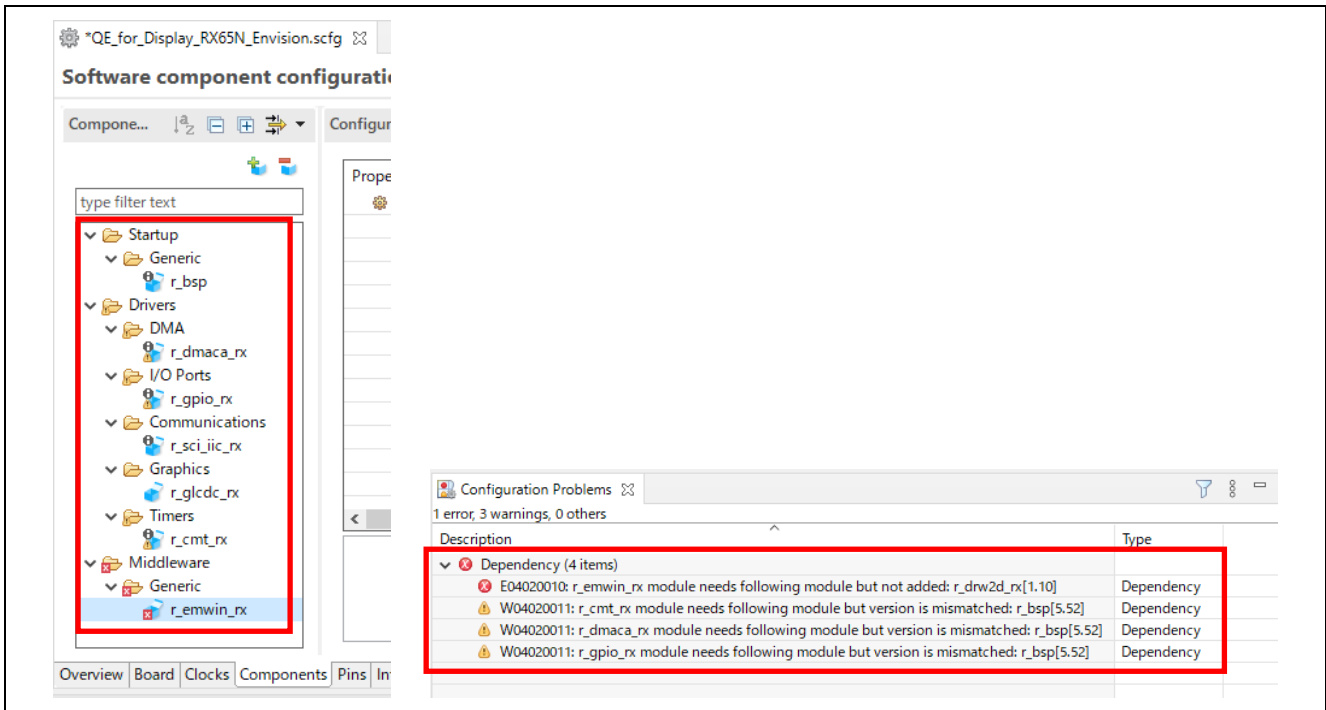 *QE_for_Display_RX65N_Envision.scfg
Software component configurati
Compone...
Configur
type filter text
Prope
Startup
Generic
r_bsp
Drivers
DMA
r_dmaca_rx
I/O Ports
r_gpio_rx
Communications
r_sci_iic_rx
Graphics
r_glcdc_rx
Timers
r_cmt_rx
Middleware
Generic
r_emwin_rx
Overview Board Clocks Components Pins In
Configuration Problems
1 error, 3 warnings, 0 others
Description Type
Dependency (4 items)
E04020010: r_emwin_rx module needs following module but not added: r_drw2d_rx[1.10] Dependency
W04020011: r_cmt_rx module needs following module but version is mismatched: r_bsp[5.52] Dependency
W04020011: r_dmaca_rx module needs following module but version is mismatched: r_bsp[5.52] Dependency
W04020011: r_gpio_rx module needs following module but version is mismatched: r_bsp[5.52] Dependency